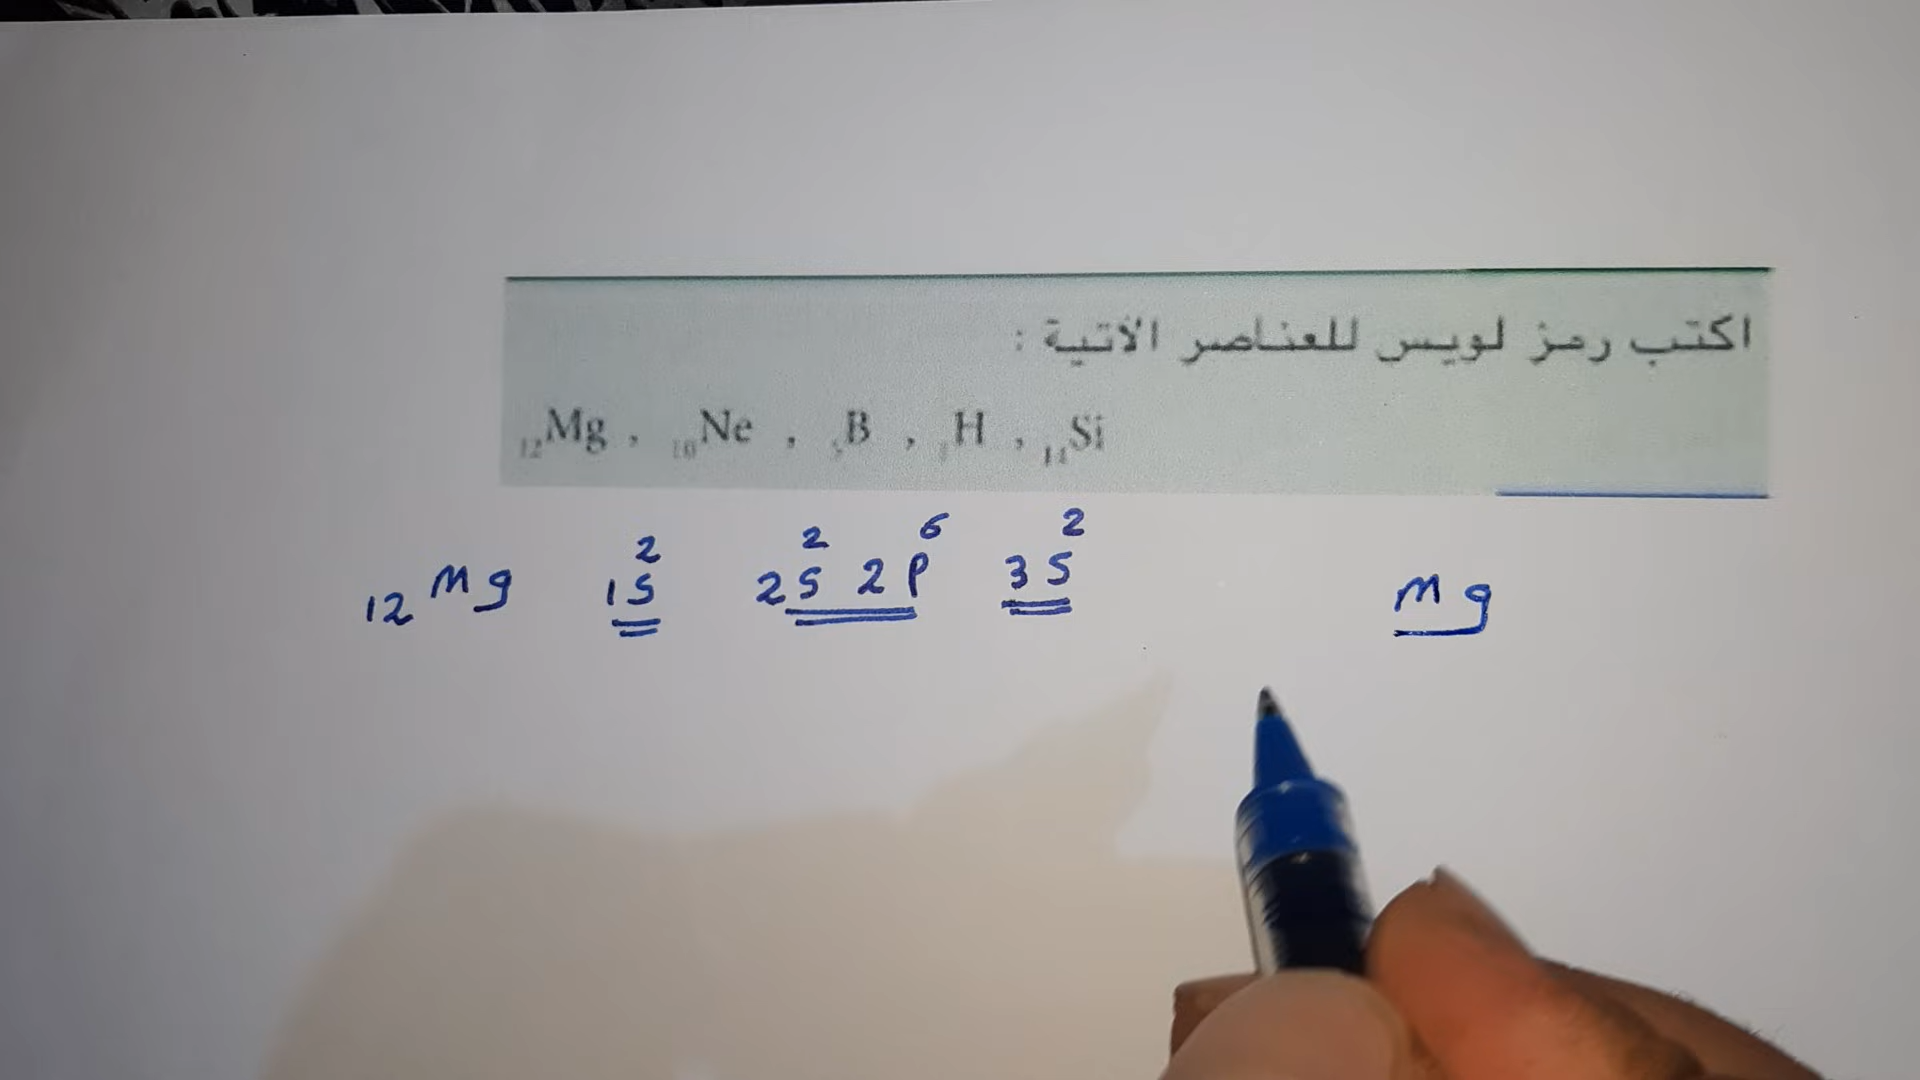 اكتب رمز لويس للعناصر الآتية :
₁₂Mg , ₁₀Ne , ₅B , ₁H , ₁₄Si
₁₂Mg 1S² 2S² 2P⁶ 3S² Mg